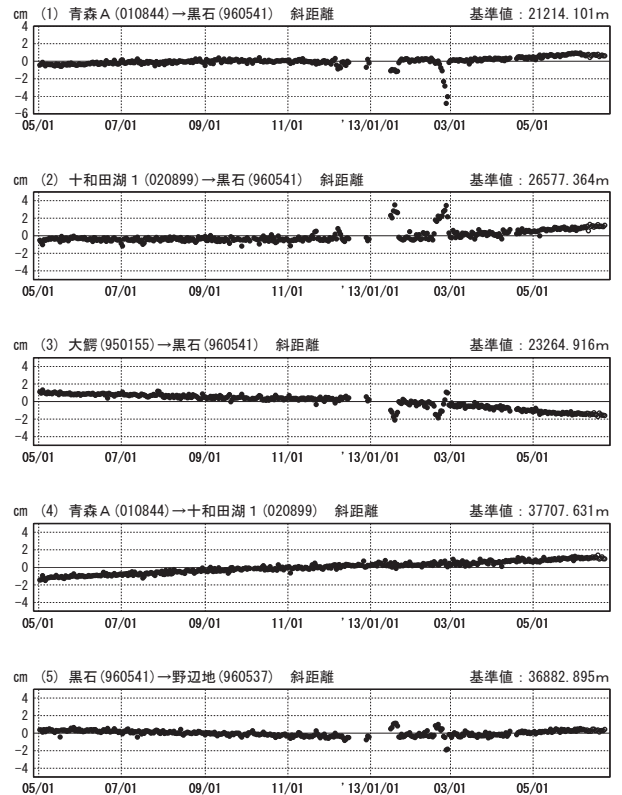 cm (1) 青森A(010844)→黒石(960541) 斜距離 基準値：21214.101m
4
2
0
−2
−4
−6
05/01 07/01 09/01 11/01 '13/01/01 03/01 05/01
cm (2) 十和田湖１(020899)→黒石(960541) 斜距離 基準値：26577.364m
4
2
0
−2
−4
05/01 07/01 09/01 11/01 '13/01/01 03/01 05/01
cm (3) 大鰐(950155)→黒石(960541) 斜距離 基準値：23264.916m
4
2
0
−2
−4
05/01 07/01 09/01 11/01 '13/01/01 03/01 05/01
cm (4) 青森A(010844)→十和田湖１(020899) 斜距離 基準値：37707.631m
4
2
0
−2
−4
05/01 07/01 09/01 11/01 '13/01/01 03/01 05/01
cm (5) 黒石(960541)→野辺地(960537) 斜距離 基準値：36882.895m
4
2
0
−2
−4
05/01 07/01 09/01 11/01 '13/01/01 03/01 05/01